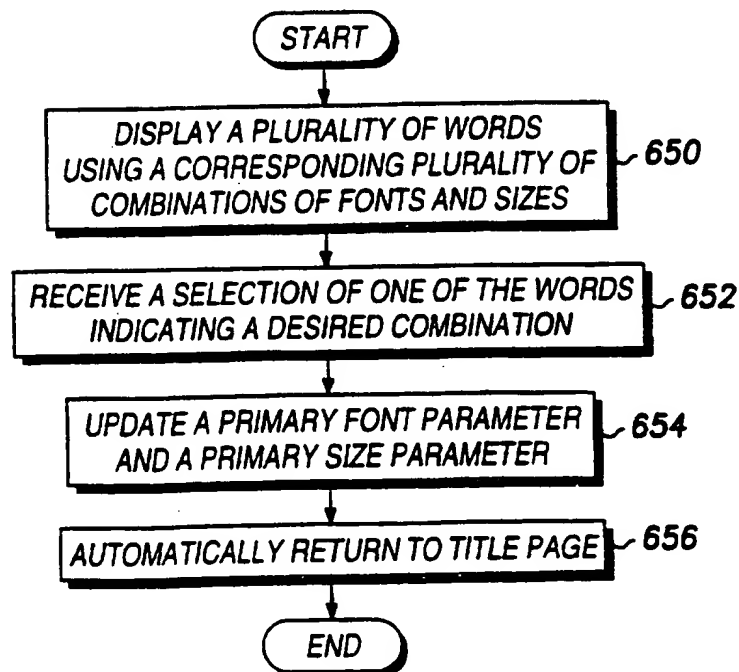 START
DISPLAY A PLURALITY OF WORDS
USING A CORRESPONDING PLURALITY OF
COMBINATIONS OF FONTS AND SIZES
650
RECEIVE A SELECTION OF ONE OF THE WORDS
INDICATING A DESIRED COMBINATION
652
UPDATE A PRIMARY FONT PARAMETER
AND A PRIMARY SIZE PARAMETER
654
AUTOMATICALLY RETURN TO TITLE PAGE
656
END